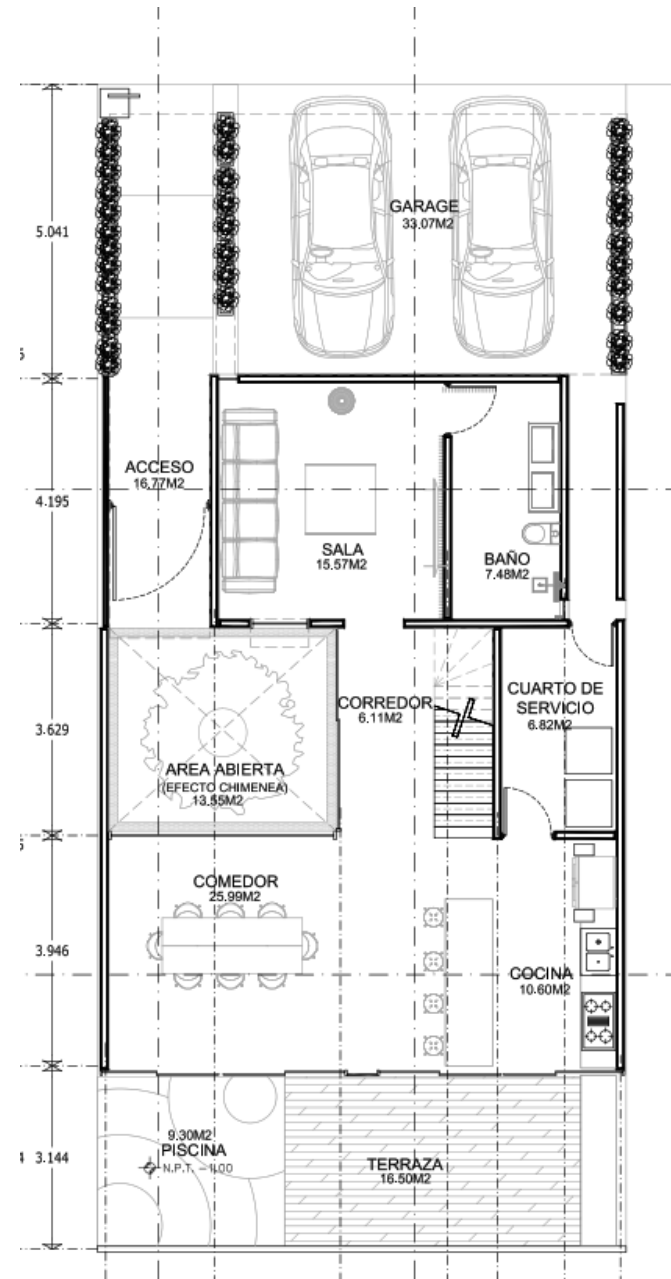 5.041
GARAGE
33.07M2
ACCESO
16.77M2
4.195
SALA
15.57M2
BAÑO
7.48M2
CORREDOR
6.11M2
CUARTO DE
SERVICIO
6.82M2
3.629
AREA ABIERTA
(EFECTO CHIMENEA)
13.55M2
COMEDOR
25.99M2
3.946
COCINA
10.60M2
9.30M2
PISCINA
N.P.T. -1.00
3.144
TERRAZA
16.50M2